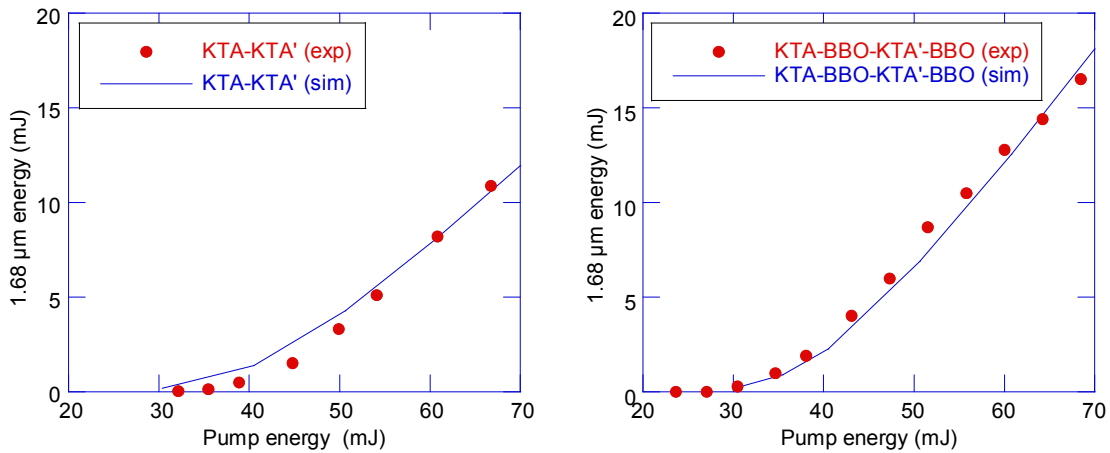 20
15
10
5
0
20
30
40
50
60
70
1.68 µm energy (mJ)
Pump energy (mJ)
KTA-KTA' (exp)
KTA-KTA' (sim)
20
15
10
5
0
20
30
40
50
60
70
1.68 µm energy (mJ)
Pump energy (mJ)
KTA-BBO-KTA'-BBO (exp)
KTA-BBO-KTA'-BBO (sim)